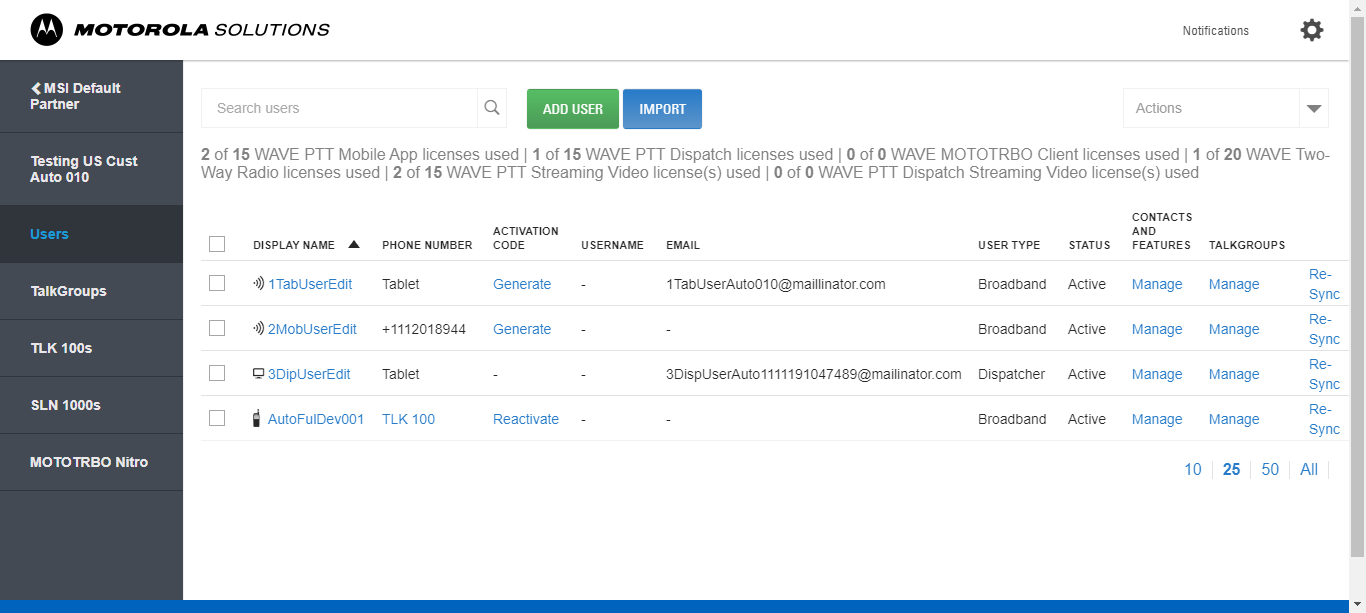 MOTOROLA SOLUTIONS
Notifications
MSI Default
Partner
Testing US Cust
Auto 010
Users
TalkGroups
TLK 100s
SLN 1000s
MOTOTRBO Nitro
Search users
ADD USER
IMPORT
Actions
2 of 15 WAVE PTT Mobile App licenses used | 1 of 15 WAVE PTT Dispatch licenses used | 0 of 0 WAVE MOTOTRBO Client licenses used | 1 of 20 WAVE Two-
Way Radio licenses used | 2 of 15 WAVE PTT Streaming Video license(s) used | 0 of 0 WAVE PTT Dispatch Streaming Video license(s) used
DISPLAY NAME PHONE NUMBER ACTIVATION CODE USERNAME EMAIL USER TYPE STATUS CONTACTS AND FEATURES TALKGROUPS
1TabUserEdit Tablet Generate - 1TabUserAuto010@maillinator.com Broadband Active Manage Manage Re-Sync
2MobUserEdit +1112018944 Generate - - Broadband Active Manage Manage Re-Sync
3DipUserEdit Tablet - - 3DispUserAuto1111191047489@mailinator.com Dispatcher Active Manage Manage Re-Sync
AutoFulDev001 TLK 100 Reactivate - - Broadband Active Manage Manage Re-Sync
10 25 50 All